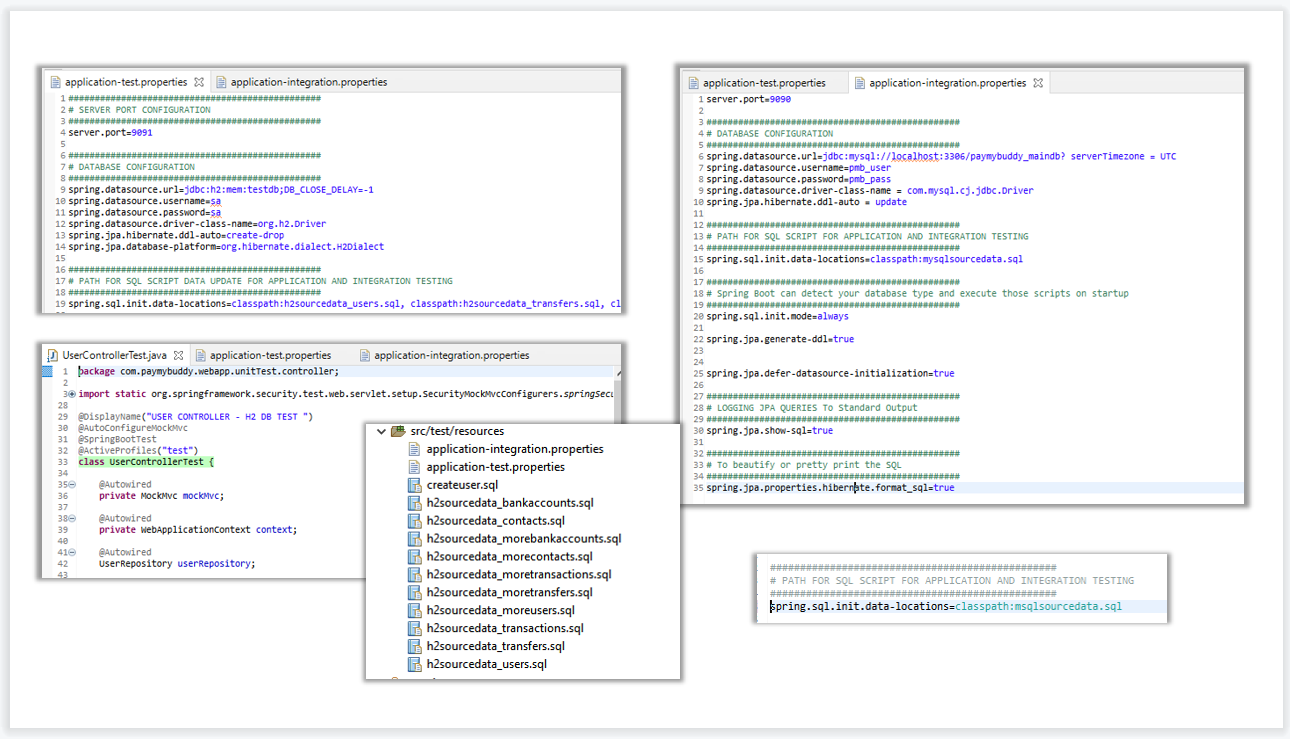 application-test.properties application-integration.properties
1 ################################################
2 # SERVER PORT CONFIGURATION
3 ################################################
4 server.port=9091
5
6 ################################################
7 # DATABASE CONFIGURATION
8 ################################################
9 spring.datasource.url=jdbc:h2:mem:testdb;DB_CLOSE_DELAY=-1
10 spring.datasource.username=sa
11 spring.datasource.password=sa
12 spring.datasource.driver-class-name=org.h2.Driver
13 spring.jpa.hibernate.ddl-auto=create-drop
14 spring.jpa.database-platform=org.hibernate.dialect.H2Dialect
15
16 ################################################
17 # PATH FOR SQL SCRIPT DATA UPDATE FOR APPLICATION AND INTEGRATION TESTING
18 ################################################
19 spring.sql.init.data-locations=classpath:h2sourcedata_users.sql, classpath:h2sourcedata_transfers.sql, cl
application-test.properties application-integration.properties
1 server.port=9090
2
3 ################################################
4 # DATABASE CONFIGURATION
5 ################################################
6 spring.datasource.url=jdbc:mysql://localhost:3306/paymybuddy_maindb? serverTimezone = UTC
7 spring.datasource.username=pmb_user
8 spring.datasource.password=pmb_pass
9 spring.datasource.driver-class-name = com.mysql.cj.jdbc.Driver
10 spring.jpa.hibernate.ddl-auto = update
11
12 ################################################
13 # PATH FOR SQL SCRIPT FOR APPLICATION AND INTEGRATION TESTING
14 ################################################
15 spring.sql.init.data-locations=classpath:mysqlsourcedata.sql
16
17 ################################################
18 # Spring Boot can detect your database type and execute those scripts on startup
19 ################################################
20 spring.sql.init.mode=always
21
22 spring.jpa.generate-ddl=true
23
24
25 spring.jpa.defer-datasource-initialization=true
26
27 ################################################
28 # LOGGING JPA QUERIES To Standard Output
29 ################################################
30 spring.jpa.show-sql=true
31
32 ################################################
33 # To beautify or pretty print the SQL
34 ################################################
35 spring.jpa.properties.hibernate.format_sql=true
UserControllerTest.java application-test.properties application-integration.properties
1 package com.paymybuddy.webapp.unitTest.controller;
2
3 import static org.springframework.security.test.web.servlet.setup.SecurityMockMvcConfigurers.springSecu
28
29 @DisplayName("USER CONTROLLER - H2 DB TEST ")
30 @AutoConfigureMockMvc
31 @SpringBootTest
32 @ActiveProfiles("test")
33 class UserControllerTest {
34
35 @Autowired
36 private MockMvc mockMvc;
37
38 @Autowired
39 private WebApplicationContext context;
40
41 @Autowired
42 UserRepository userRepository;
43
src/test/resources
application-integration.properties
application-test.properties
createuser.sql
h2sourcedata_bankaccounts.sql
h2sourcedata_contacts.sql
h2sourcedata_morebankaccounts.sql
h2sourcedata_morecontacts.sql
h2sourcedata_moretransactions.sql
h2sourcedata_moretransfers.sql
h2sourcedata_moreusers.sql
h2sourcedata_transactions.sql
h2sourcedata_transfers.sql
h2sourcedata_users.sql
################################################
# PATH FOR SQL SCRIPT FOR APPLICATION AND INTEGRATION TESTING
################################################
spring.sql.init.data-locations=classpath:msqlsourcedata.sql